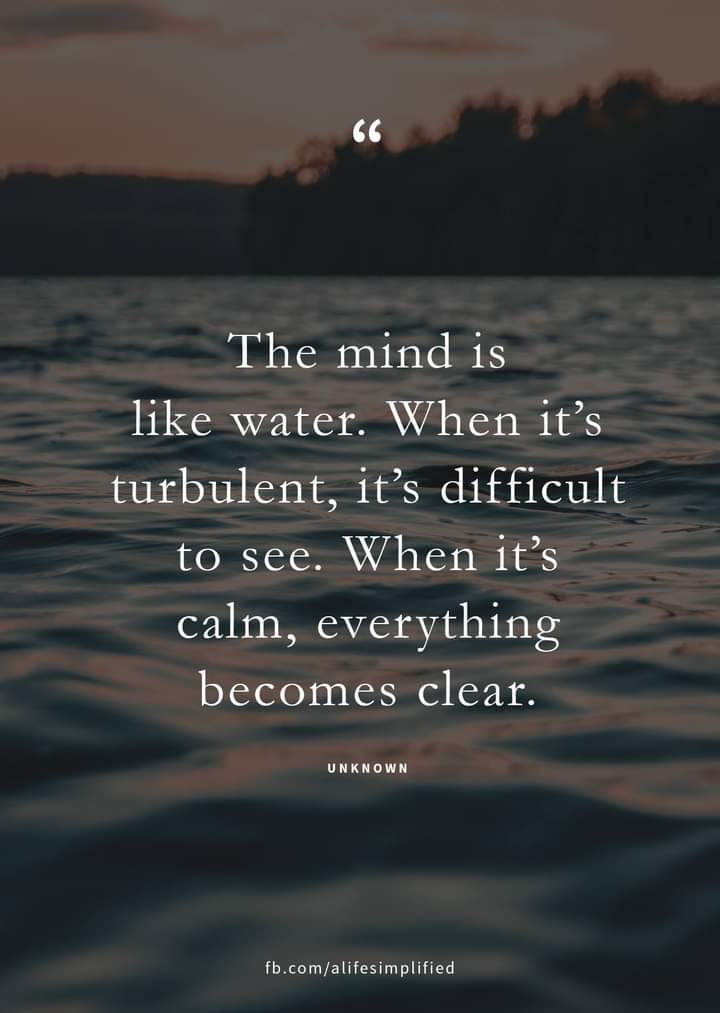 “
The mind is
like water. When it’s
turbulent, it’s difficult
to see. When it’s
calm, everything
becomes clear.
UNKNOWN
fb.com/alifesimplified